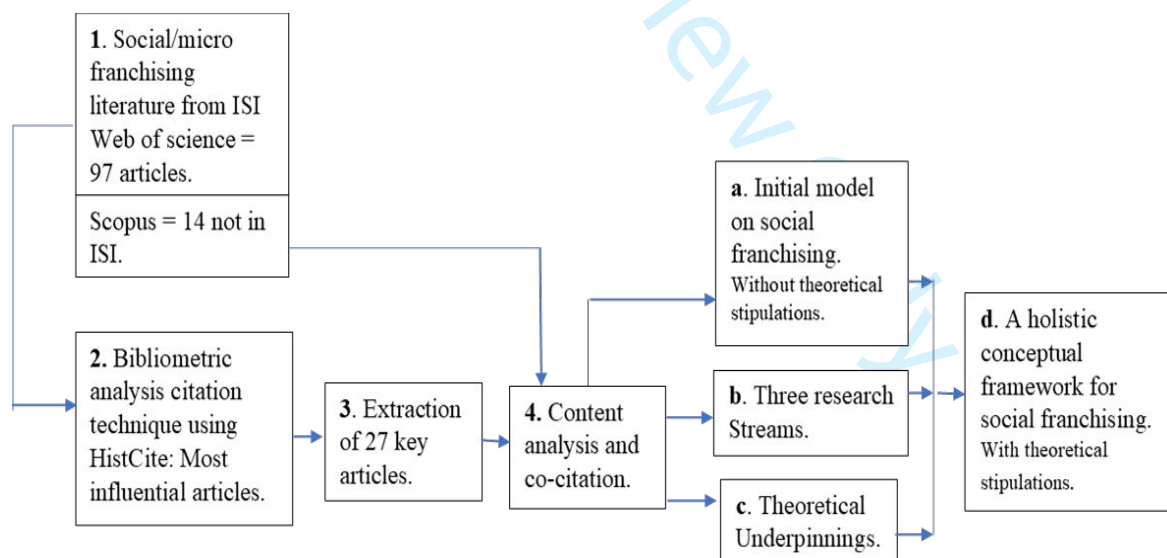 1. Social/micro
franchising
literature from ISI
Web of science =
97 articles.
Scopus = 14 not in
ISI.
2. Bibliometric
analysis citation
technique using
HistCite: Most
influential articles.
3. Extraction
of 27 key
articles.
4. Content
analysis and
co-citation.
a. Initial model
on social
franchising.
Without theoretical
stipulations.
b. Three research
Streams.
c. Theoretical
Underpinnings.
d. A holistic
conceptual
framework for
social franchising.
With theoretical
stipulations.